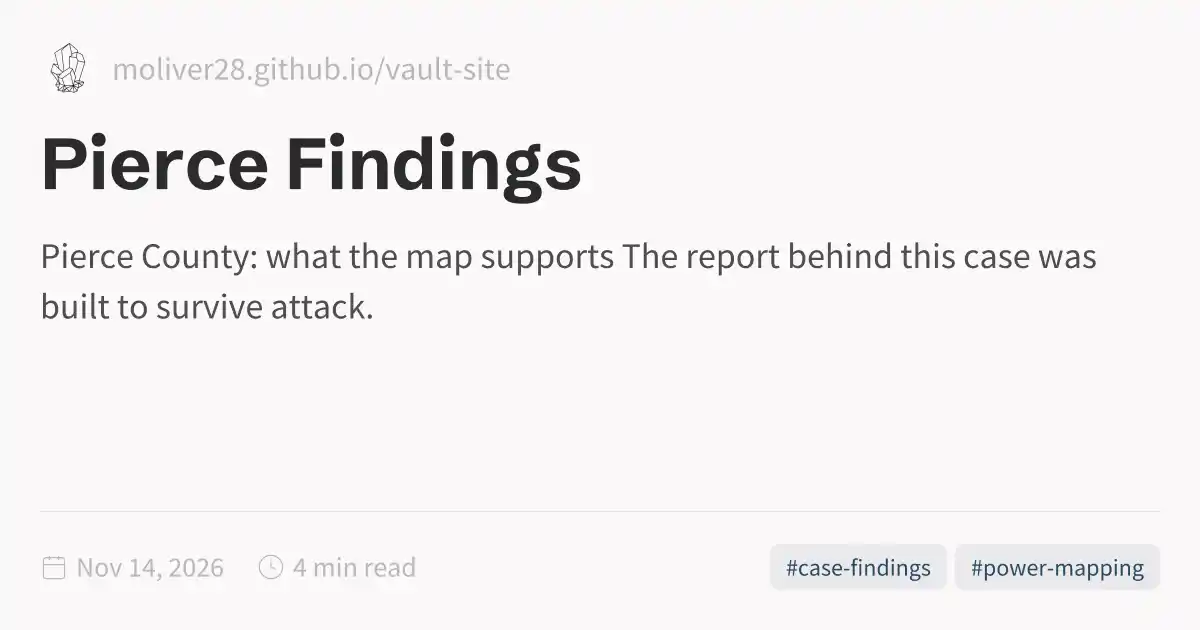 moliver28.github.io/vault-site
Pierce Findings
Pierce County: what the map supports The report behind this case was
built to survive attack.
Nov 14, 2026
4 min read
#case-findings
#power-mapping